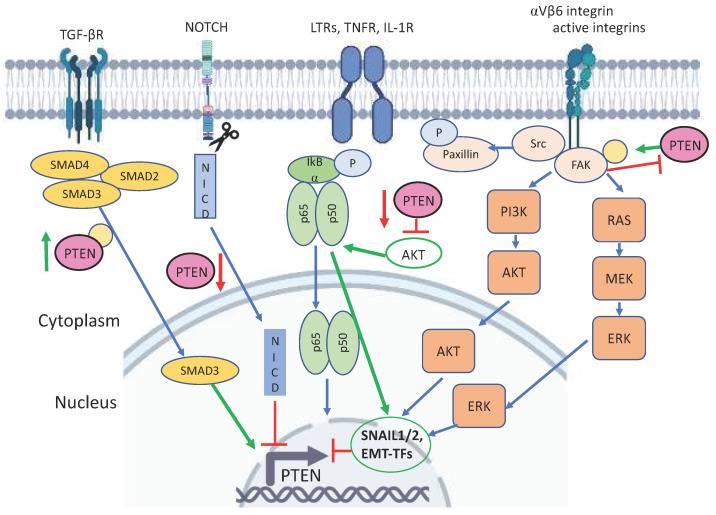 TGF-βR
NOTCH
LTRs, TNFR, IL-1R
αVβ6 integrin
active integrins
SMAD4
SMAD2
SMAD3
PTEN
N
I
C
D
PTEN
IkB
α
P
p65
p50
PTEN
AKT
P
Paxillin
Src
FAK
PTEN
PI3K
AKT
RAS
MEK
ERK
Cytoplasm
Nucleus
SMAD3
N
I
C
D
p65
p50
AKT
ERK
SNAIL1/2,
EMT-TFs
PTEN